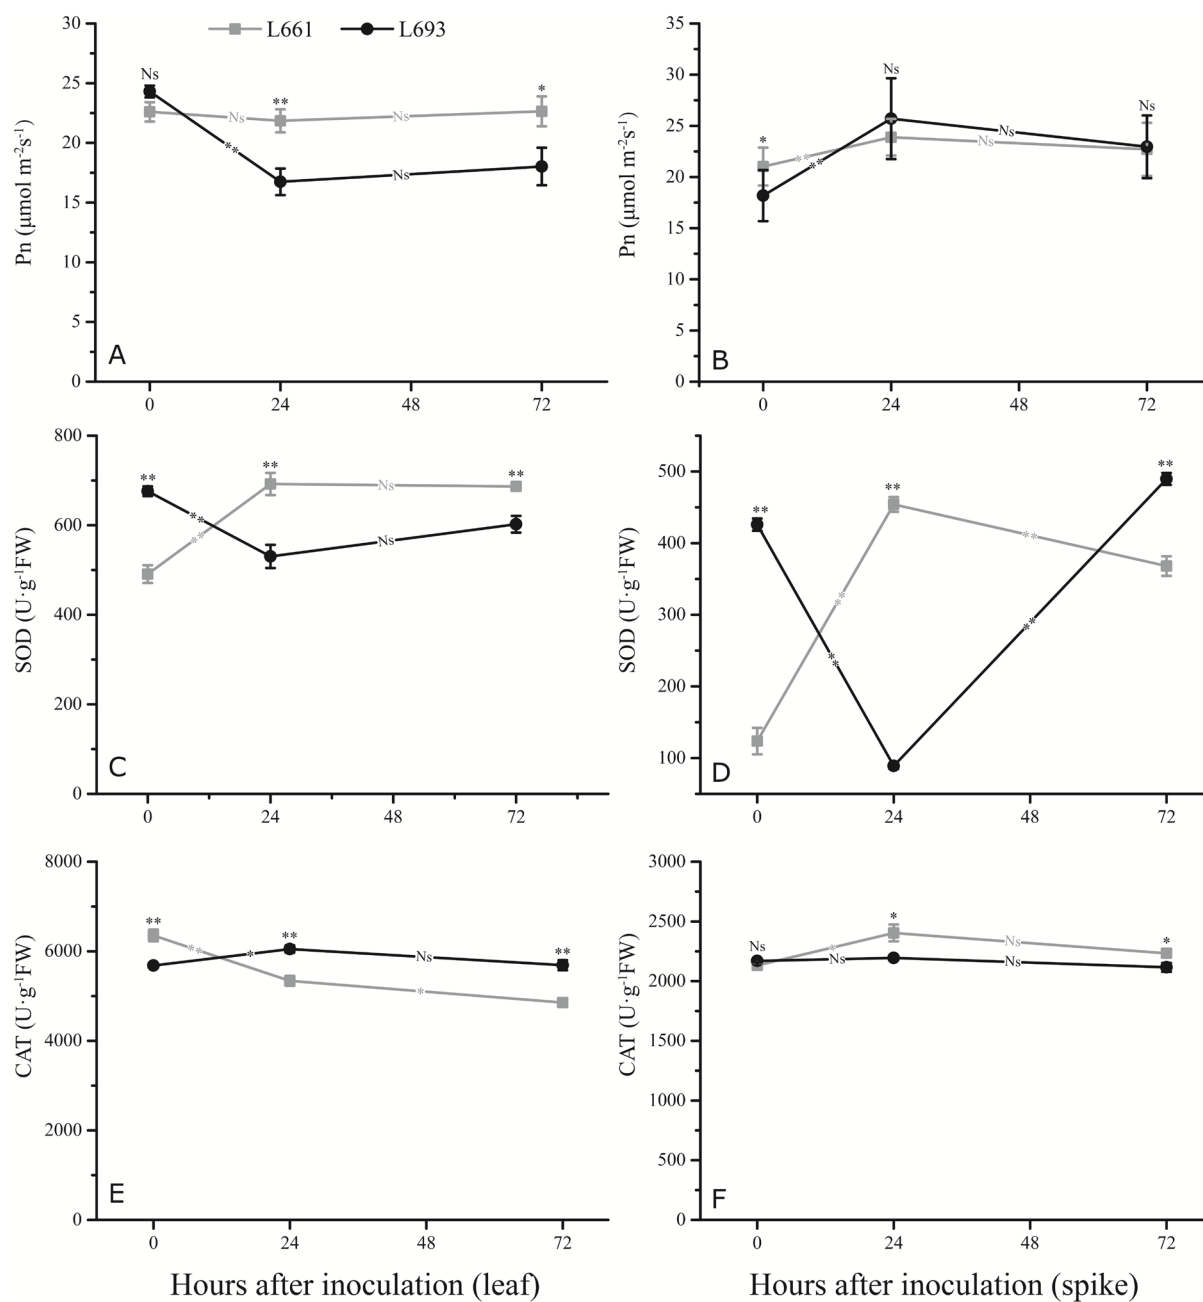 L661 L693
30
25
20
15
10
5
0
Pn (μmol m⁻²s⁻¹)
Ns
**
*
Ns
Ns
**
Ns
A
0 24 48 72
35
30
25
20
15
10
5
0
Pn (μmol m⁻²s⁻¹)
*
Ns
Ns
**
**
Ns
Ns
B
0 24 48 72
800
600
400
200
0
SOD (U·g⁻¹FW)
**
**
**
**
**
Ns
Ns
C
0 24 48 72
500
400
300
200
100
SOD (U·g⁻¹FW)
**
**
**
**
**
**
**
D
0 24 48 72
8000
6000
4000
2000
0
CAT (U·g⁻¹FW)
**
**
**
**
*
Ns
*
E
0 24 48 72
Hours after inoculation (leaf)
3000
2500
2000
1500
1000
500
0
CAT (U·g⁻¹FW)
Ns
*
*
*
Ns
Ns
Ns
F
0 24 48 72
Hours after inoculation (spike)